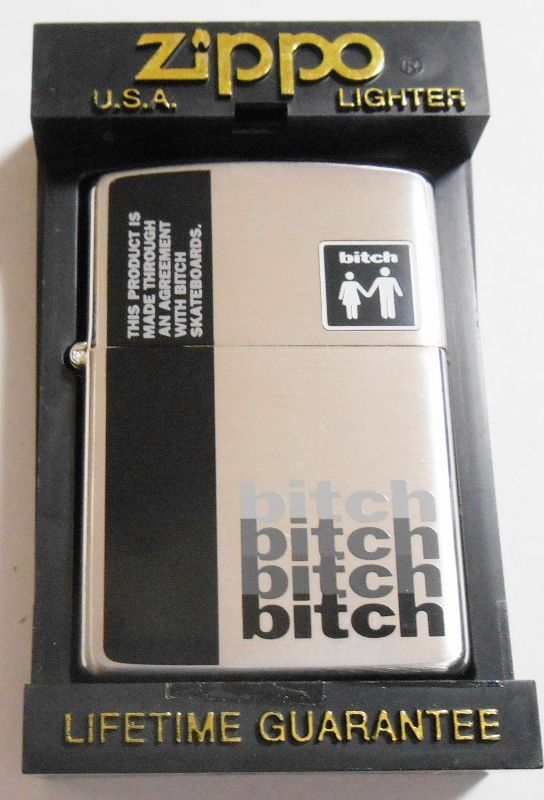 Zippo ®
U.S.A. LIGHTER
THIS PRODUCT IS
MADE THROUGH
AN AGREEMENT
WITH BITCH
SKATEBOARDS.
bitch
bitch
bitch
bitch
bitch
LIFETIME GUARANTEE